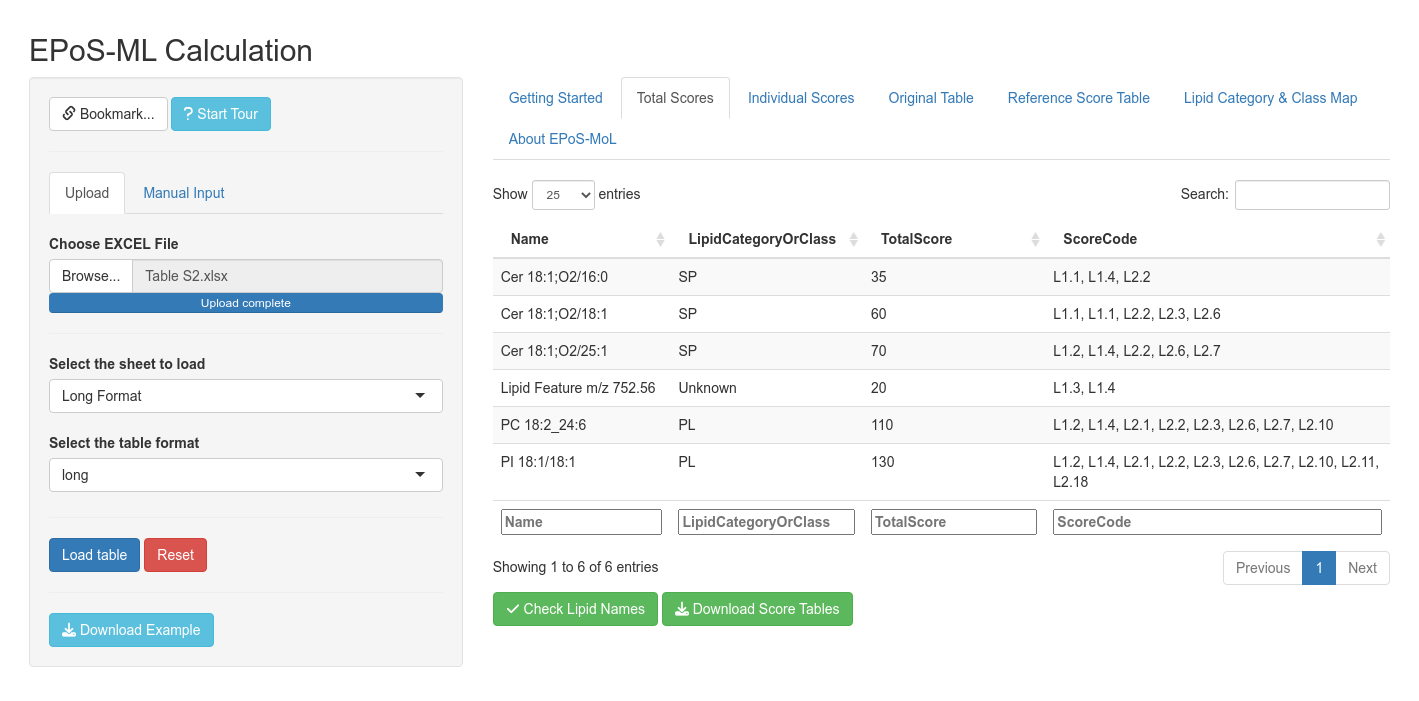 EPoS-ML Calculation
Bookmark... ? Start Tour
Upload Manual Input
Choose EXCEL File
Browse... Table S2.xlsx
Upload complete
Select the sheet to load
Long Format
Select the table format
long
Load table Reset
Download Example
Getting Started Total Scores Individual Scores Original Table Reference Score Table Lipid Category & Class Map
About EPoS-MoL
Show 25 entries Search:
Name LipidCategoryOrClass TotalScore ScoreCode
Cer 18:1;O2/16:0 SP 35 L1.1, L1.4, L2.2
Cer 18:1;O2/18:1 SP 60 L1.1, L1.1, L2.2, L2.3, L2.6
Cer 18:1;O2/25:1 SP 70 L1.2, L1.4, L2.2, L2.6, L2.7
Lipid Feature m/z 752.56 Unknown 20 L1.3, L1.4
PC 18:2_24:6 PL 110 L1.2, L1.4, L2.1, L2.2, L2.3, L2.6, L2.7, L2.10
PI 18:1/18:1 PL 130 L1.2, L1.4, L2.1, L2.2, L2.3, L2.6, L2.7, L2.10, L2.11,
L2.18
Name LipidCategoryOrClass TotalScore ScoreCode
Showing 1 to 6 of 6 entries Previous 1 Next
Check Lipid Names Download Score Tables